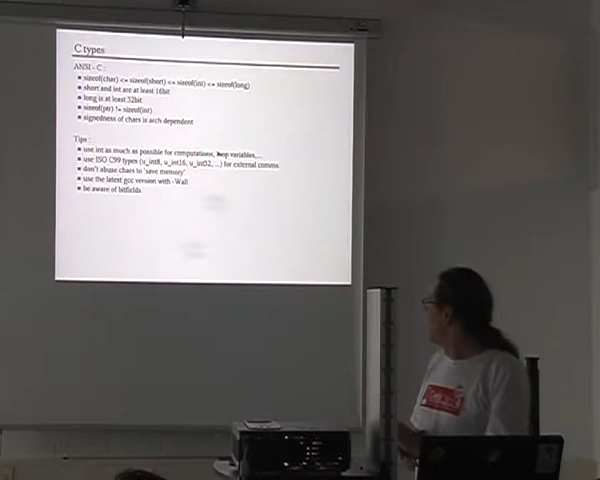 C types
ANSI - C :
sizeof(char) <= sizeof(short) <= sizeof(int) <= sizeof(long)
short and int are at least 16bit
long is at least 32bit
sizeof(ptr) != sizeof(int)
signedness of chars is arch dependent
Tips :
use int as much as possible for computations, loop variables,...
use ISO C99 types (u_int8, u_int16, u_int32, ...) for external comms
don't abuse chars to 'save memory'
use the latest gcc version with -Wall
be aware of bitfields